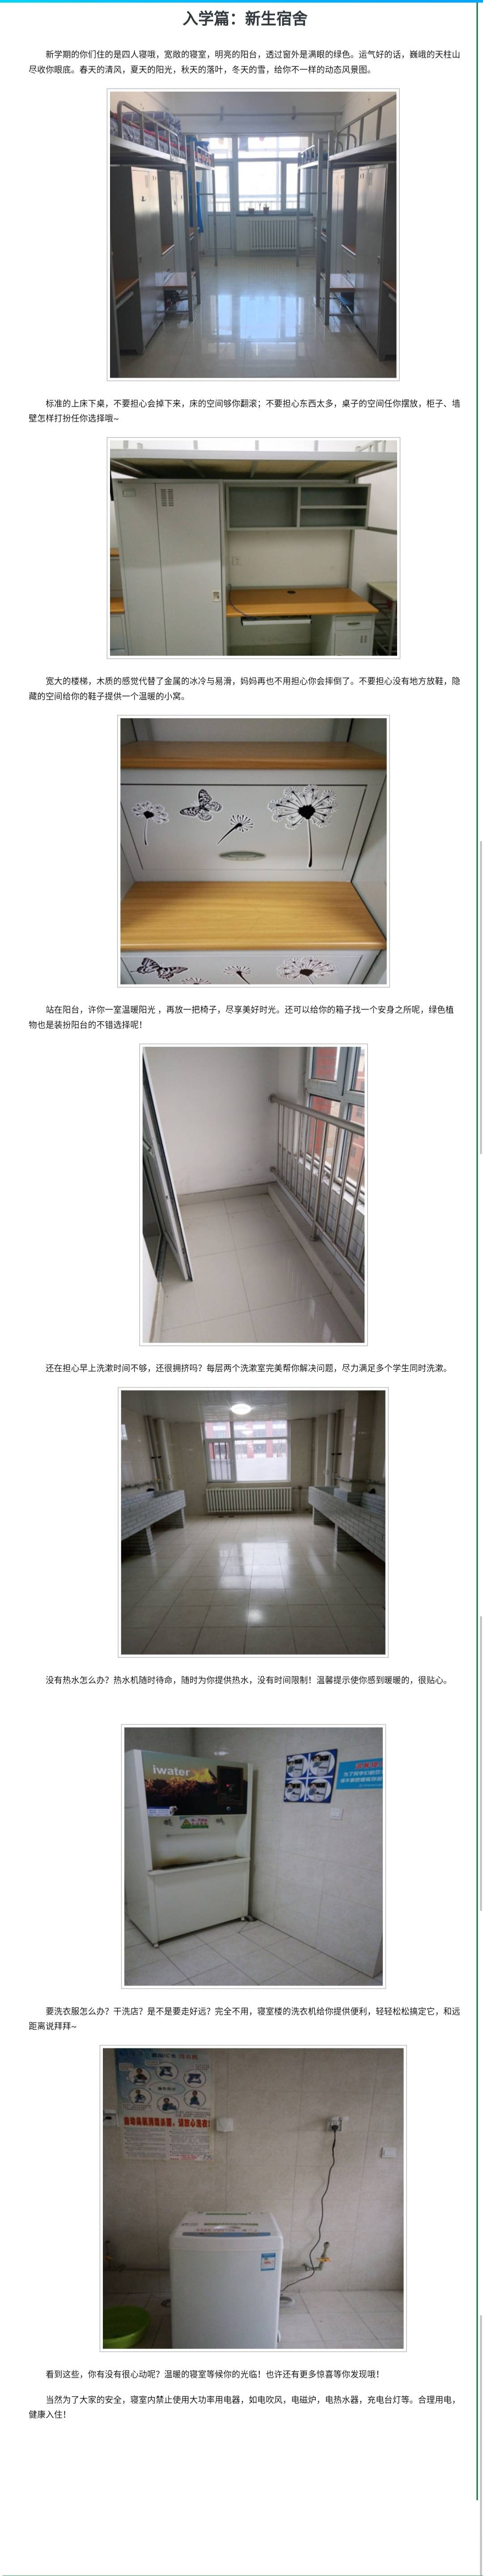 入学篇：新生宿舍
新学期的你们住的是四人寝哦，宽敞的寝室，明亮的阳台，透过窗外是满眼的绿色。运气好的话，巍峨的天柱山
尽收你眼底。春天的清风，夏天的阳光，秋天的落叶，冬天的雪，给你不一样的动态风景图。
标准的上床下桌，不要担心会掉下来，床的空间够你翻滚；不要担心东西太多，桌子的空间任你摆放，柜子、墙
壁怎样打扮任你选择哦~
宽大的楼梯，木质的感觉代替了金属的冰冷与易滑，妈妈再也不用担心你会摔倒了。不要担心没有地方放鞋，隐
藏的空间给你的鞋子提供一个温暖的小窝。
站在阳台，许你一室温暖阳光 ，再放一把椅子，尽享美好时光。还可以给你的箱子找一个安身之所呢，绿色植
物也是装扮阳台的不错选择呢！
还在担心早上洗漱时间不够，还很拥挤吗？每层两个洗漱室完美帮你解决问题，尽力满足多个学生同时洗漱。
没有热水怎么办？热水机随时待命，随时为你提供热水，没有时间限制！温馨提示使你感到暖暖的，很贴心。
iwater
要洗衣服怎么办？干洗店？是不是要走好远？完全不用，寝室楼的洗衣机给你提供便利，轻轻松松搞定它，和远
距离说拜拜~
看到这些，你有没有很心动呢？温暖的寝室等候你的光临！也许还有更多惊喜等你发现哦！
当然为了大家的安全，寝室内禁止使用大功率用电器，如电吹风，电磁炉，电热水器，充电台灯等。合理用电，
健康入住！